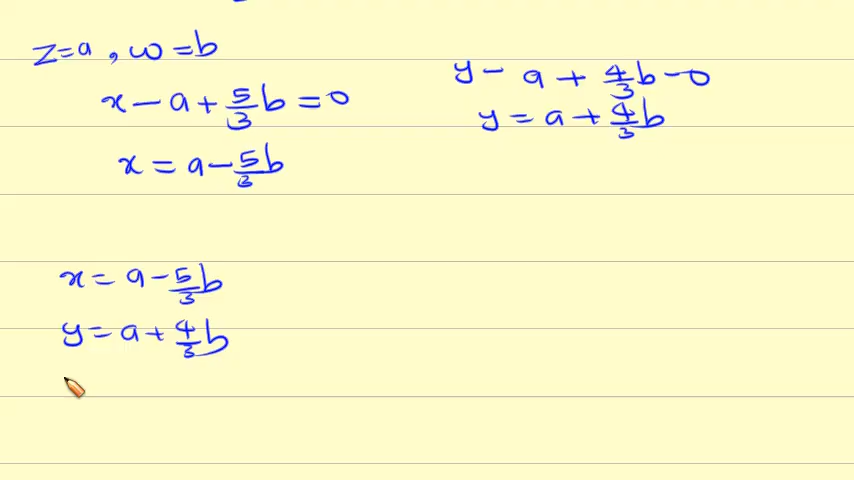 z=a , w=b
x - a + 5/3 b = 0
x = a - 5/3 b
y - a + 4/3 b - 0
y = a + 4/3 b
x = a - 5/3 b
y = a + 4/3 b